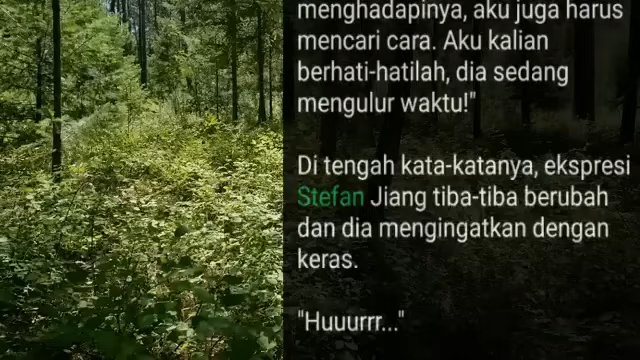 menghadapinya, aku juga harus
mencari cara. Aku kalian
berhati-hatilah, dia sedang
mengulur waktu!"
Di tengah kata-katanya, ekspresi
Stefan Jiang tiba-tiba berubah
dan dia mengingatkan dengan
keras.
"Huuurrr..."